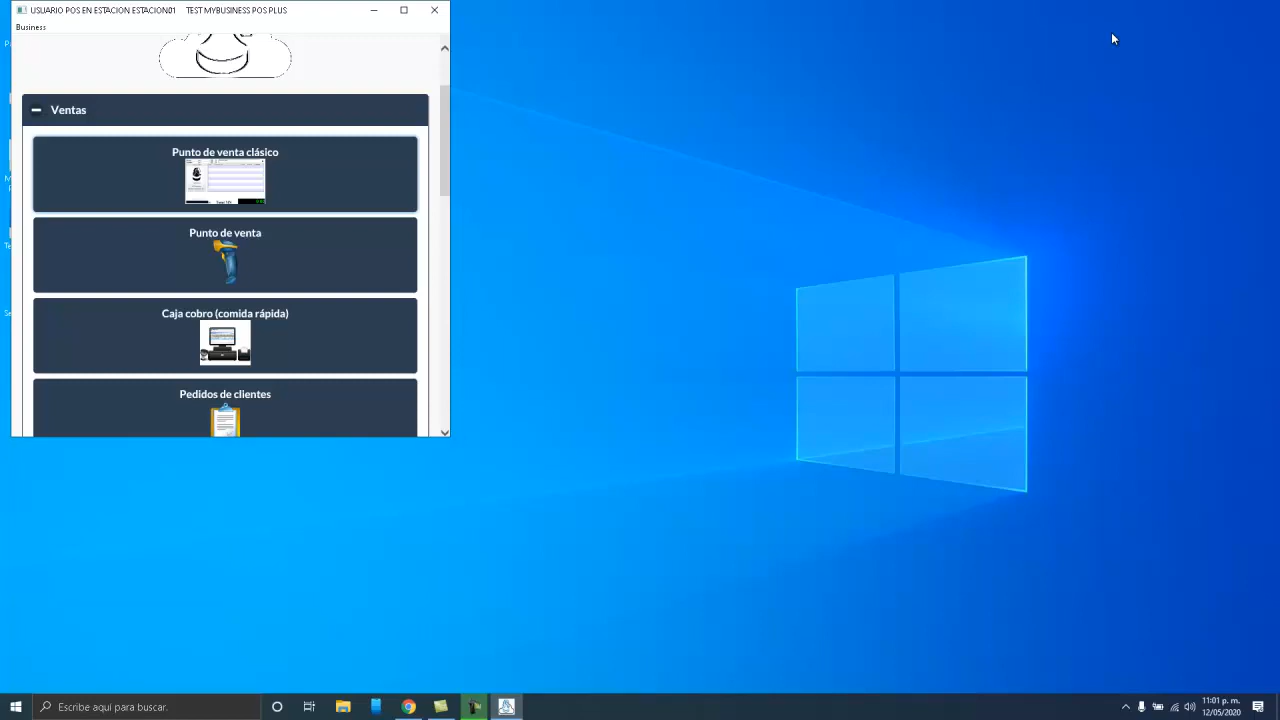 USUARIO POS EN ESTACION ESTACION01 TEST MYBUSINESS POS PLUS
Business
Ventas
Punto de venta clásico
Punto de venta
Caja cobro (comida rápida)
Pedidos de clientes
Escribe aquí para buscar.
11:01 p. m.
12/05/2020